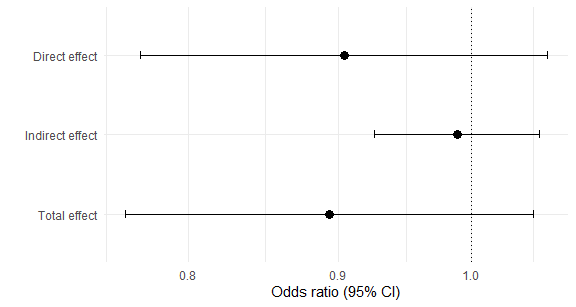 Direct effect
Indirect effect
Total effect
0.8
0.9
1.0
Odds ratio (95% CI)